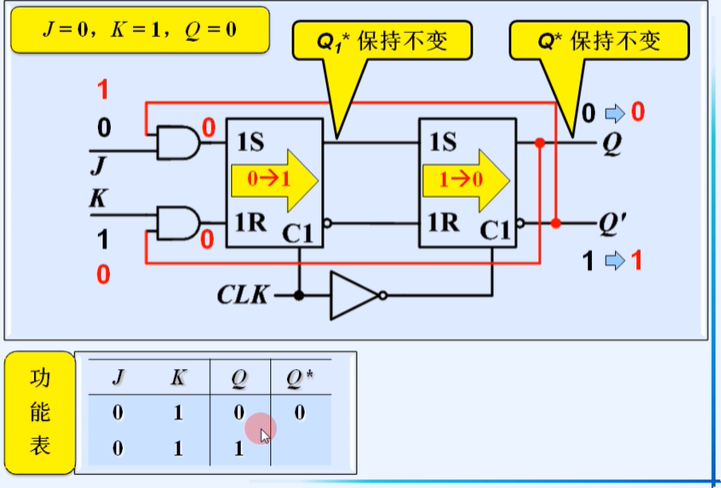 J=0，K=1，Q=0
Q₁* 保持不变
Q* 保持不变
1
0
J
K
1
0
0
0
1S
0→1
1R
C1
1S
1→0
1R
C1
0⇨0
Q
Q'
1⇨1
CLK
功能表
J K Q Q*
0 1 0 0
0 1 1